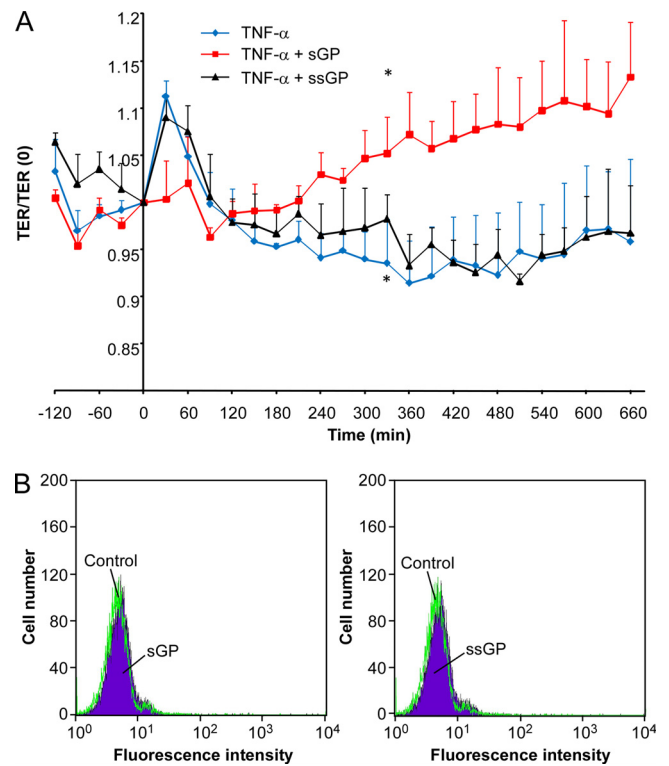 A
TNF-α
TNF-α + sGP
TNF-α + ssGP
1.2
1.15
1.1
1.05
1
0.95
0.9
0.85
TER/TER (0)
*
*
-120 -60 0 60 120 180 240 300 360 420 480 540 600 660
Time (min)
B
200
160
120
80
40
0
Cell number
Control
sGP
10⁰ 10¹ 10² 10³ 10⁴
Fluorescence intensity
200
160
120
80
40
0
Cell number
Control
ssGP
10⁰ 10¹ 10² 10³ 10⁴
Fluorescence intensity